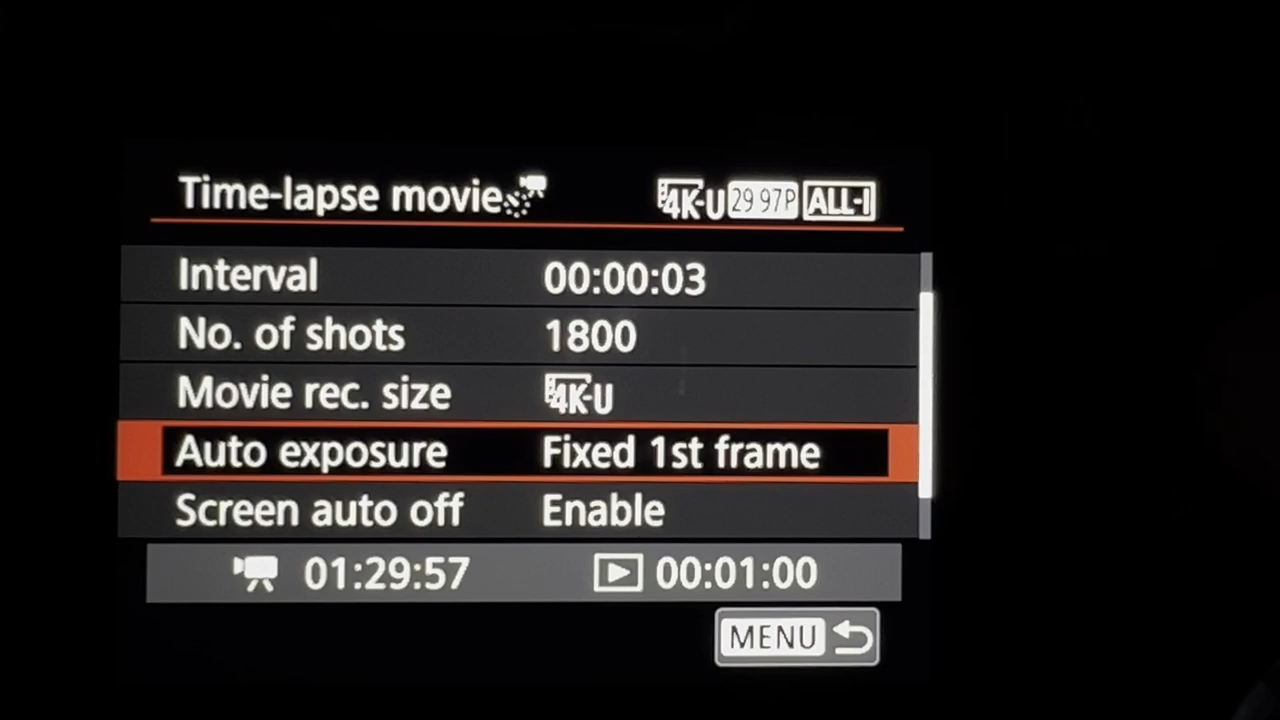 Time-lapse movie 4K-U 29.97P ALL-I
Interval 00:00:03
No. of shots 1800
Movie rec. size 4K-U
Auto exposure Fixed 1st frame
Screen auto off Enable
01:29:57 00:01:00
MENU